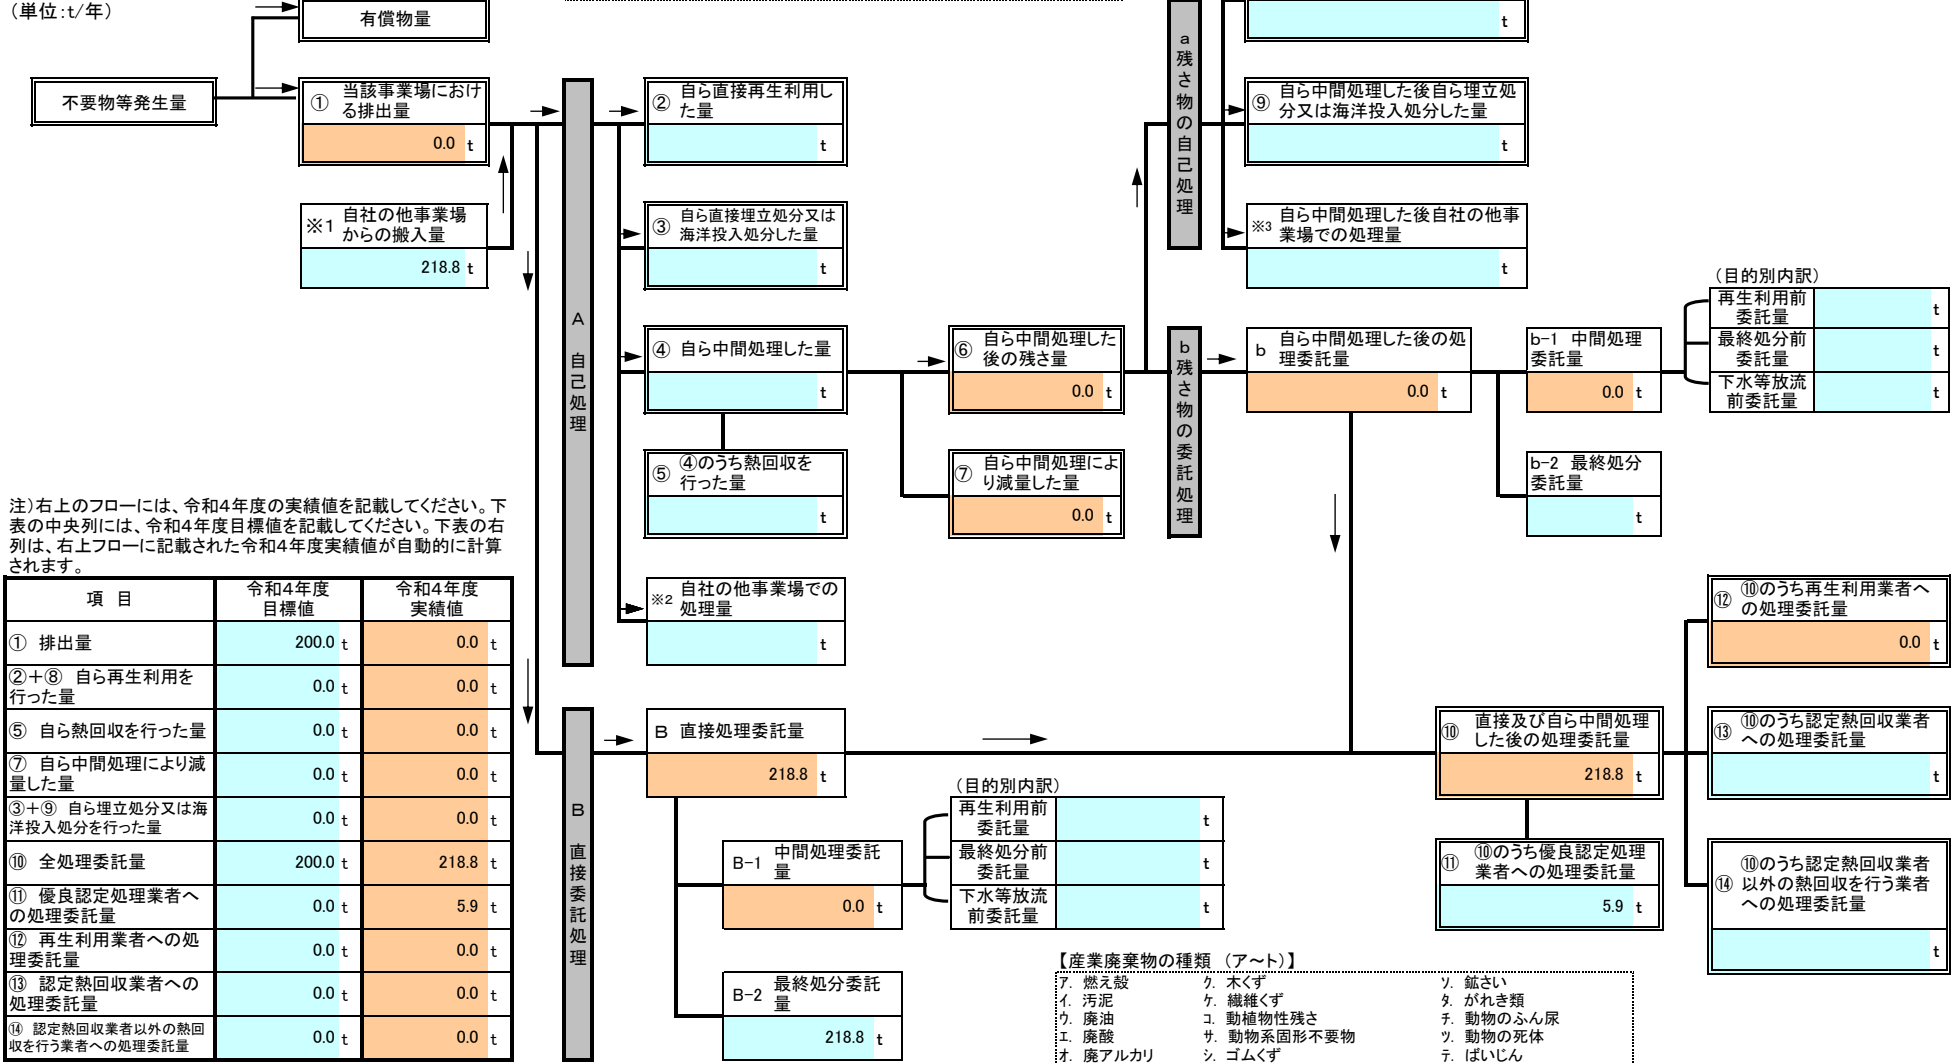 （単位：t/年）
有償物量
不要物等発生量
① 当該事業場におけ
る排出量
0.0 t
※1 自社の他事業場
からの搬入量
218.8 t
A 自己処理
② 自ら直接再生利用し
た量
t
③ 自ら直接埋立処分又は
海洋投入処分した量
t
④ 自ら中間処理した量
t
⑤ ④のうち熱回収を
行った量
t
※2 自社の他事業場での
処理量
t
⑥ 自ら中間処理した
後の残さ量
0.0 t
⑦ 自ら中間処理によ
り減量した量
0.0 t
a 残さ物の自己処理
t
⑨ 自ら中間処理した後自ら埋立処
分又は海洋投入処分した量
t
※3 自ら中間処理した後自社の他事
業場での処理量
t
b 残さ物の委託処理
b 自ら中間処理した後の処
理委託量
0.0 t
b-1 中間処理
委託量
0.0 t
（目的別内訳）
再生利用前
委託量
t
最終処分前
委託量
t
下水等放流
前委託量
t
b-2 最終処分
委託量
t
注）右上のフローには、令和４年度の実績値を記載してください。下
表の中央列には、令和４年度目標値を記載してください。下表の右
列は、右上フローに記載された令和４年度実績値が自動的に計算
されます。
項 目 令和４年度
目標値 令和４年度
実績値
① 排出量 200.0 t 0.0 t
②＋⑧ 自ら再生利用を
行った量 0.0 t 0.0 t
⑤ 自ら熱回収を行った量 0.0 t 0.0 t
⑦ 自ら中間処理により減
量した量 0.0 t 0.0 t
③＋⑨ 自ら埋立処分又は海
洋投入処分を行った量 0.0 t 0.0 t
⑩ 全処理委託量 200.0 t 218.8 t
⑪ 優良認定処理業者へ
の処理委託量 0.0 t 5.9 t
⑫ 再生利用業者への処
理委託量 0.0 t 0.0 t
⑬ 認定熱回収業者への
処理委託量 0.0 t 0.0 t
⑭ 認定熱回収業者以外の熱回
収を行う業者への処理委託量 0.0 t 0.0 t
B 直接委託処理
B 直接処理委託量
218.8 t
B-1 中間処理委託
量
0.0 t
（目的別内訳）
再生利用前
委託量
t
最終処分前
委託量
t
下水等放流
前委託量
t
B-2 最終処分委託
量
218.8 t
⑩ 直接及び自ら中間処理
した後の処理委託量
218.8 t
⑪ ⑩のうち優良認定処理
業者への処理委託量
5.9 t
⑫ ⑩のうち再生利用業者へ
の処理委託量
0.0 t
⑬ ⑩のうち認定熱回収業者
への処理委託量
t
⑭ ⑩のうち認定熱回収業者
以外の熱回収を行う業者
への処理委託量
t
【産業廃棄物の種類 （ア～ト）】
ｱ. 燃え殻 ｸ. 木くず ｿ. 鉱さい
ｲ. 汚泥 ｹ. 繊維くず ﾀ. がれき類
ｳ. 廃油 ｺ. 動植物性残さ ﾁ. 動物のふん尿
ｴ. 廃酸 ｻ. 動物系固形不要物 ﾂ. 動物の死体
ｵ. 廃アルカリ ｼ. ゴムくず ﾃ. ばいじん